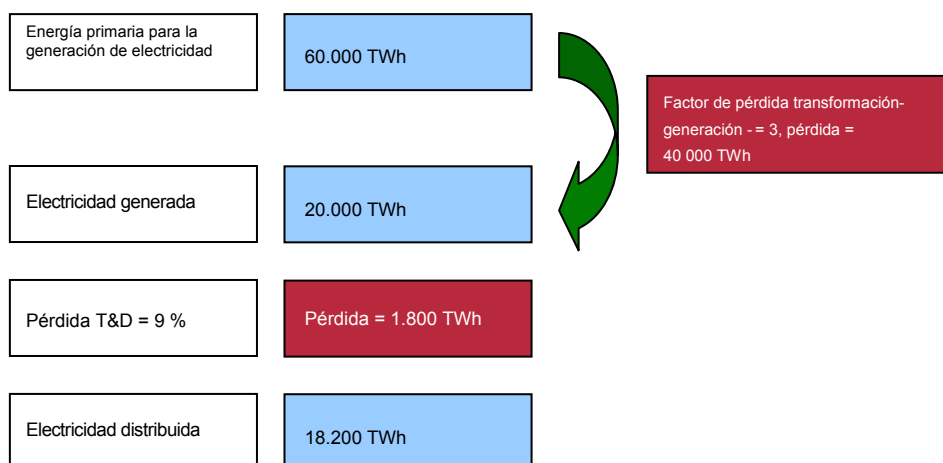 Energía primaria para la
generación de electricidad
60.000 TWh
Factor de pérdida transformación-
generación - = 3, pérdida =
40 000 TWh
Electricidad generada
20.000 TWh
Pérdida T&D = 9 %
Pérdida = 1.800 TWh
Electricidad distribuida
18.200 TWh